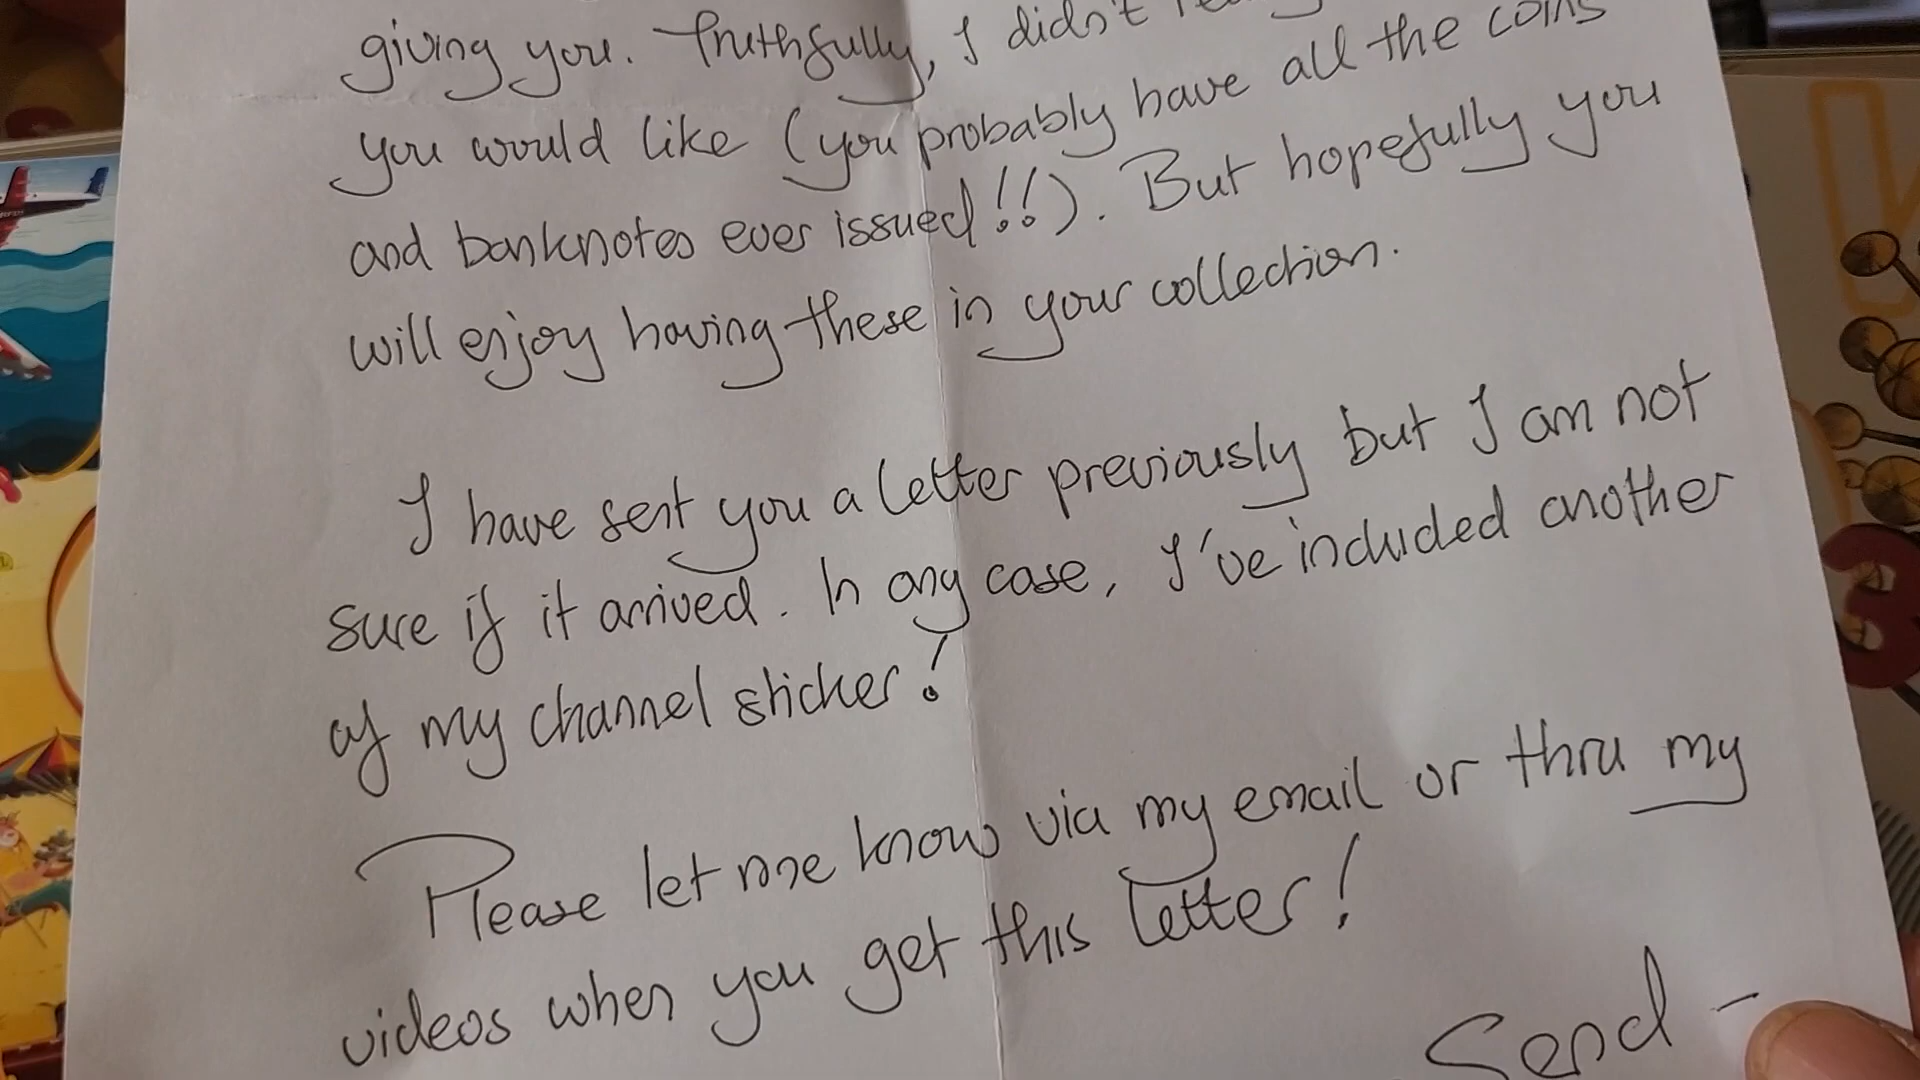 giving you. Truthfully, I didn't
you would like (you probably have all the coins
and banknotes ever issued!!). But hopefully you
will enjoy having these in your collection.
I have sent you a letter previously but I am not
sure if it arrived. In any case, I've included another
of my channel sticker!
Please let me know via my email or thru my
videos when you get this letter!
Send -